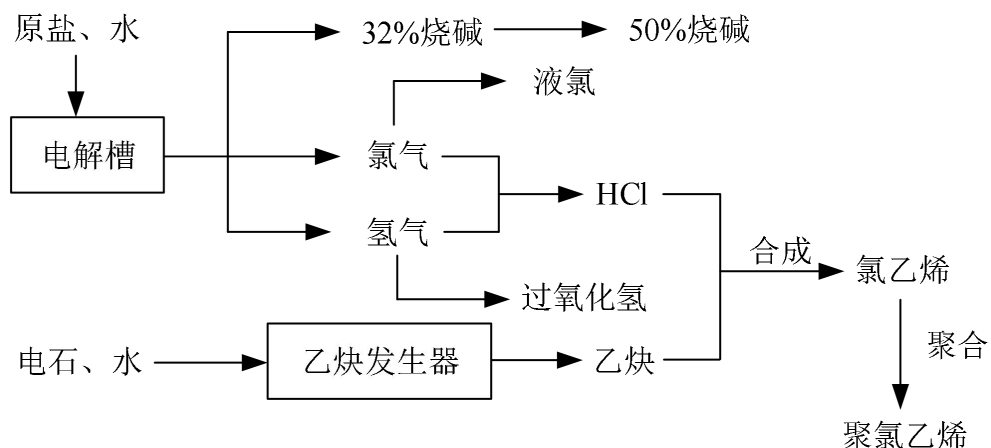 原盐、水
32%烧碱
50%烧碱
液氯
电解槽
氯气
HCl
氢气
合成
氯乙烯
过氧化氢
电石、水
乙炔发生器
乙炔
聚合
聚氯乙烯